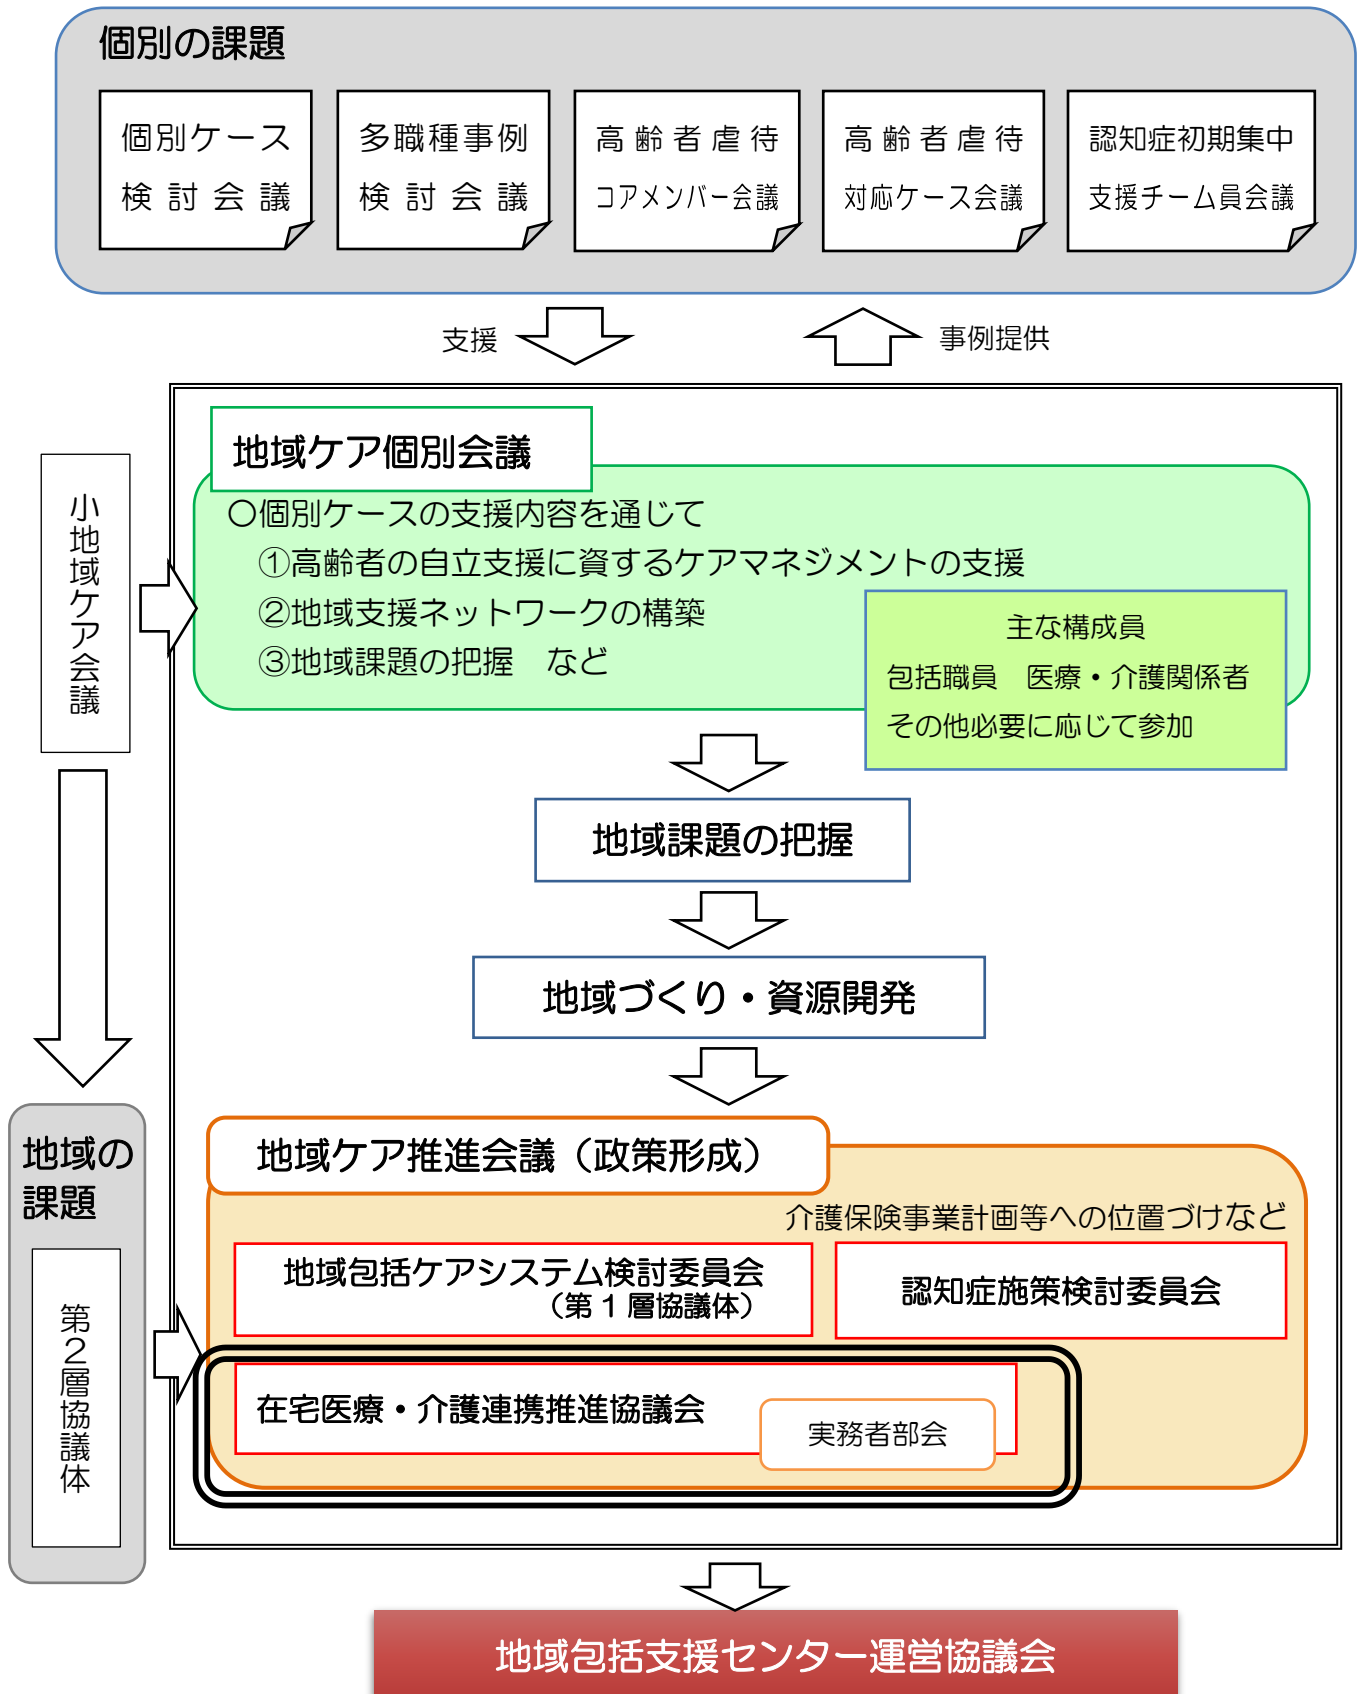 個別の課題
個別ケース
検討会議
多職種事例
検討会議
高齢者虐待
コアメンバー会議
高齢者虐待
対応ケース会議
認知症初期集中
支援チーム員会議
支援
事例提供
小地域ケア会議
地域ケア個別会議
〇個別ケースの支援内容を通じて
①高齢者の自立支援に資するケアマネジメントの支援
②地域支援ネットワークの構築
③地域課題の把握　など
主な構成員
包括職員　医療・介護関係者
その他必要に応じて参加
地域課題の把握
地域づくり・資源開発
地域の
課題
第２層協議体
地域ケア推進会議（政策形成）
介護保険事業計画等への位置づけなど
地域包括ケアシステム検討委員会
（第１層協議体）
認知症施策検討委員会
在宅医療・介護連携推進協議会
実務者部会
地域包括支援センター運営協議会